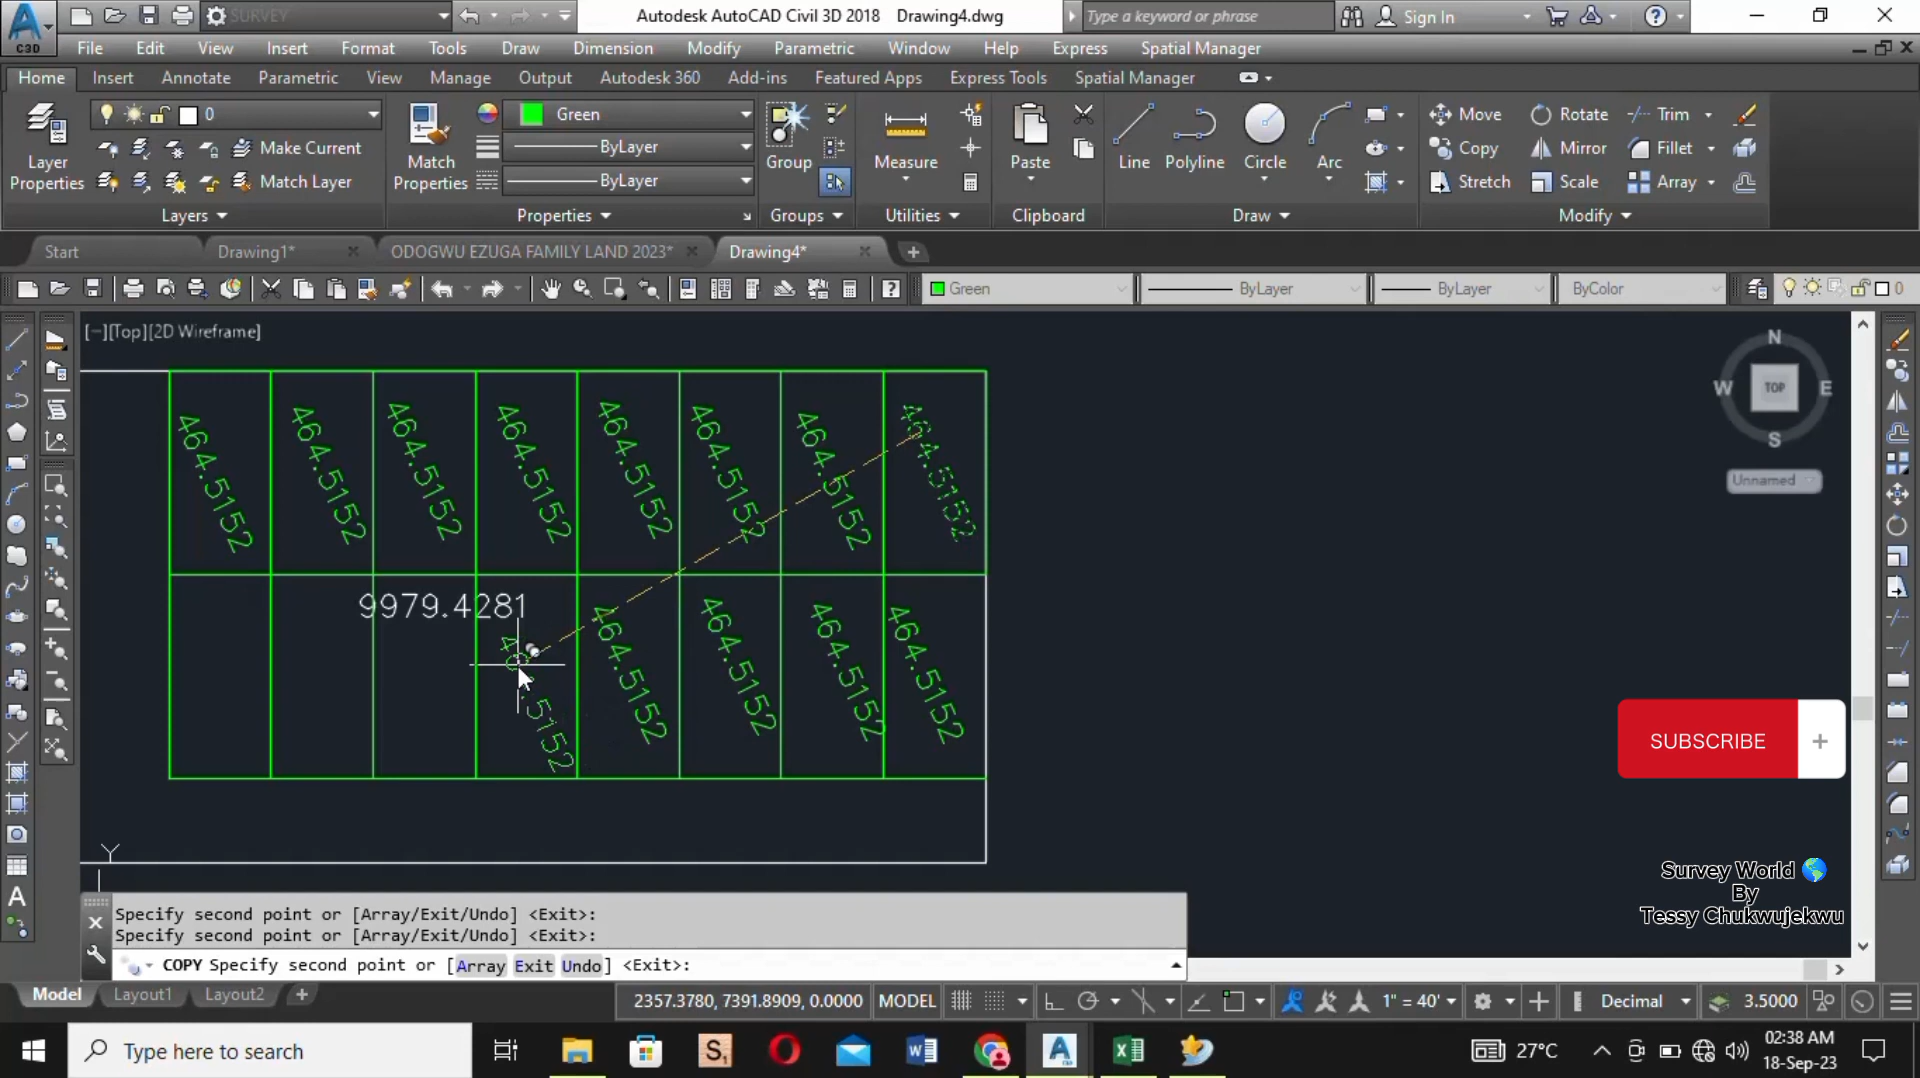 SURVEY
Autodesk AutoCAD Civil 3D 2018 Drawing4.dwg
Type a keyword or phrase
Sign In
C3D
File Edit View Insert Format Tools Draw Dimension Modify Parametric Window Help Express Spatial Manager
Home Insert Annotate Parametric View Manage Output Autodesk 360 Add-ins Featured Apps Express Tools Spatial Manager
Layer Properties
0
Make Current
Match Layer
Layers
Match Properties
Green
ByLayer
ByLayer
Properties
Group
Groups
Measure
Utilities
Paste
Clipboard
Line Polyline Circle Arc
Draw
Move Rotate Trim
Copy Mirror Fillet
Stretch Scale Array
Modify
Start Drawing1* ODOGWU EZUGA FAMILY LAND 2023* Drawing4*
Green ByLayer ByLayer ByColor 0
[−][Top][2D Wireframe]
N
W TOP E
S
Unnamed
464.5152 464.5152 464.5152 464.5152 464.5152 464.5152 464.5152 464.5152
9979.4281
464.5152 464.5152 464.5152 464.5152
SUBSCRIBE +
Survey World
By
Tessy Chukwujekwu
Y
Specify second point or [Array/Exit/Undo] <Exit>:
Specify second point or [Array/Exit/Undo] <Exit>:
COPY Specify second point or [Array Exit Undo] <Exit>:
Model Layout1 Layout2 +
2357.3780, 7391.8909, 0.0000 MODEL 1" = 40' Decimal 3.5000
Type here to search
27°C
02:38 AM
18-Sep-23